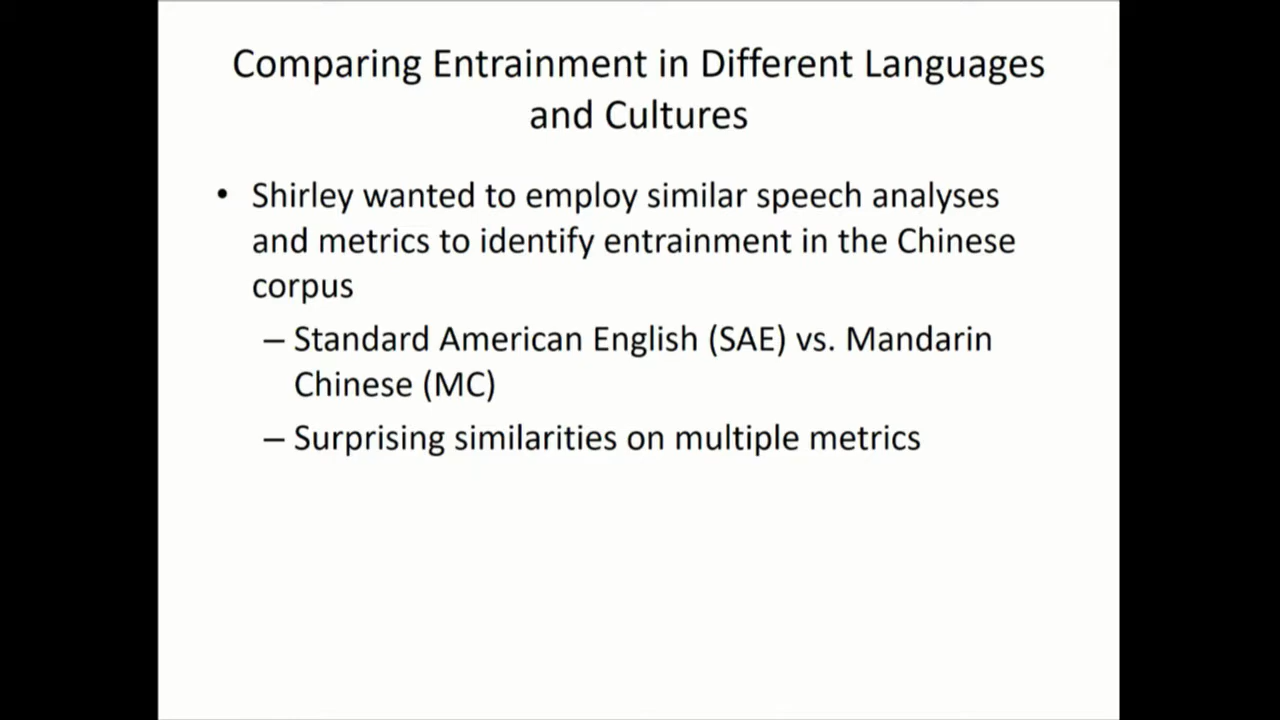 Comparing Entrainment in Different Languages
and Cultures
• Shirley wanted to employ similar speech analyses
and metrics to identify entrainment in the Chinese
corpus
– Standard American English (SAE) vs. Mandarin
Chinese (MC)
– Surprising similarities on multiple metrics